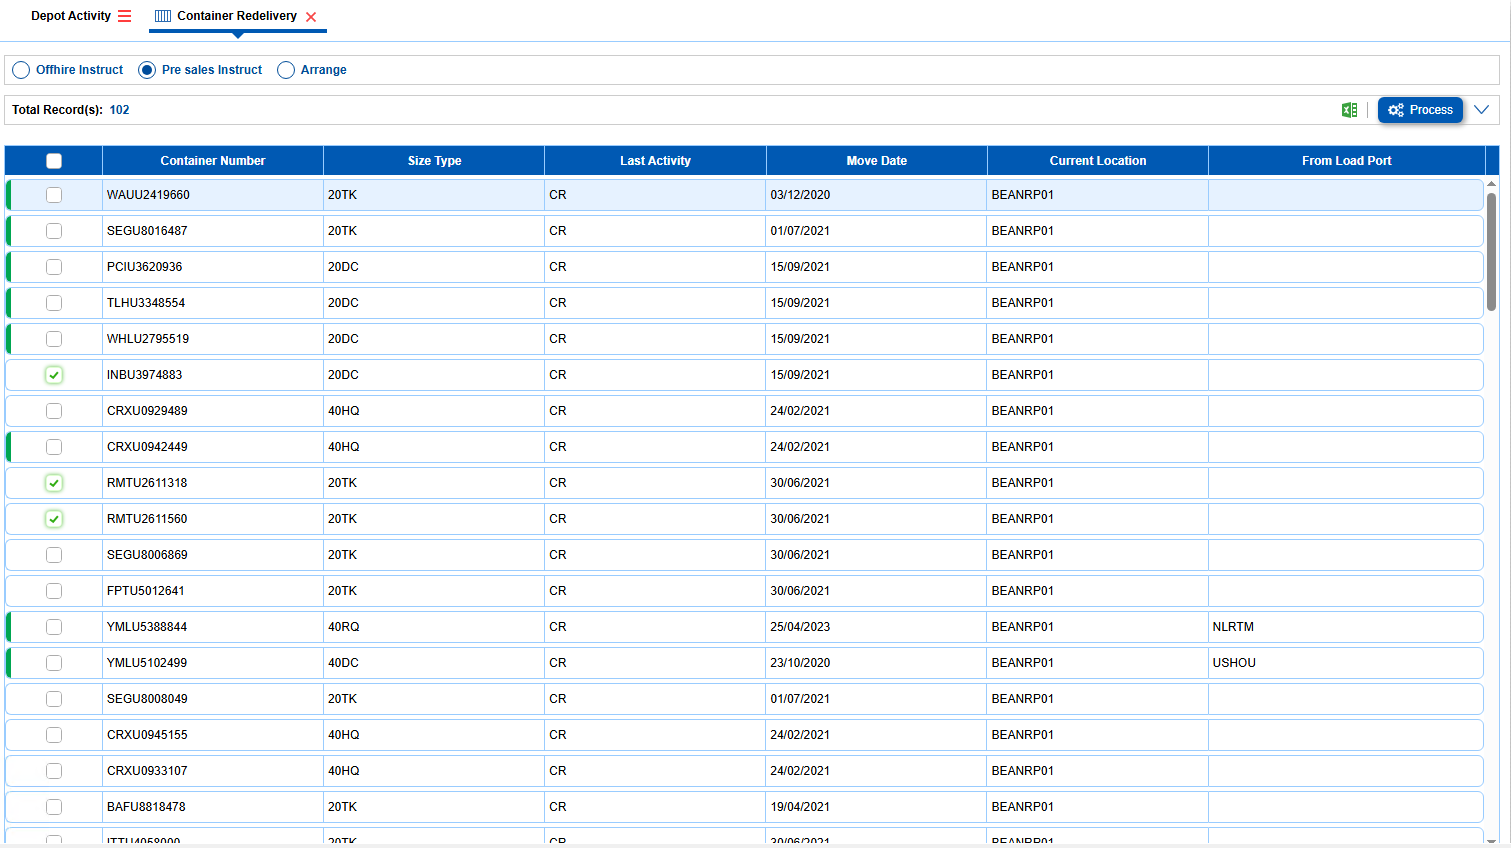 Depot Activity Container Redelivery
Offhire Instruct Pre sales Instruct Arrange
Total Record(s): 102 Process
Container Number Size Type Last Activity Move Date Current Location From Load Port
WAUU2419660 20TK CR 03/12/2020 BEANRP01
SEGU8016487 20TK CR 01/07/2021 BEANRP01
PCIU3620936 20DC CR 15/09/2021 BEANRP01
TLHU3348554 20DC CR 15/09/2021 BEANRP01
WHLU2795519 20DC CR 15/09/2021 BEANRP01
INBU3974883 20DC CR 15/09/2021 BEANRP01
CRXU0929489 40HQ CR 24/02/2021 BEANRP01
CRXU0942449 40HQ CR 24/02/2021 BEANRP01
RMTU2611318 20TK CR 30/06/2021 BEANRP01
RMTU2611560 20TK CR 30/06/2021 BEANRP01
SEGU8006869 20TK CR 30/06/2021 BEANRP01
FPTU5012641 20TK CR 30/06/2021 BEANRP01
YMLU5388844 40RQ CR 25/04/2023 BEANRP01 NLRTM
YMLU5102499 40DC CR 23/10/2020 BEANRP01 USHOU
SEGU8008049 20TK CR 01/07/2021 BEANRP01
CRXU0945155 40HQ CR 24/02/2021 BEANRP01
CRXU0933107 40HQ CR 24/02/2021 BEANRP01
BAFU8818478 20TK CR 19/04/2021 BEANRP01
20TK CR 30/06/2021 BEANRP01